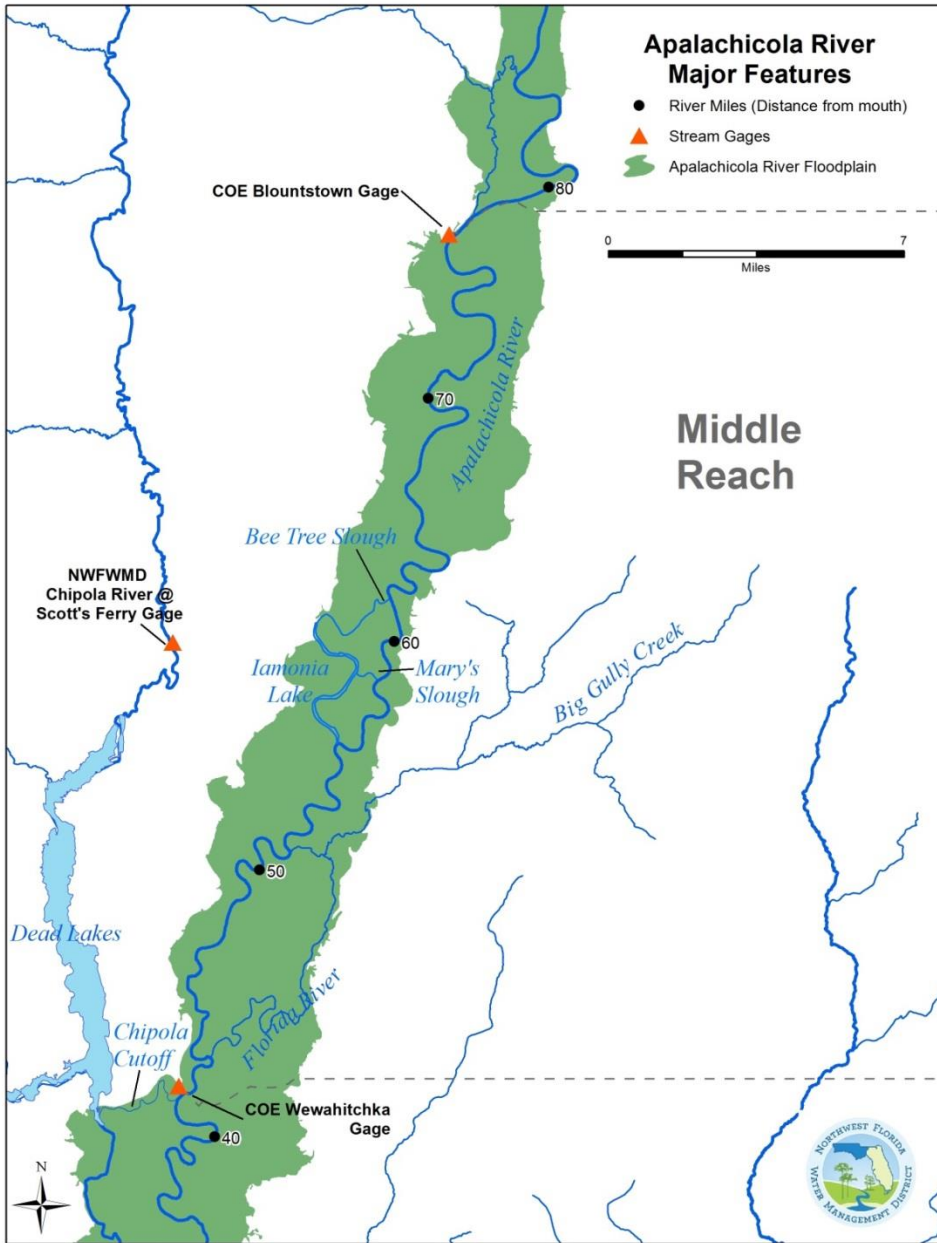 Apalachicola River
Major Features
River Miles (Distance from mouth)
Stream Gages
Apalachicola River Floodplain
COE Blountstown Gage
80
0
7
Miles
Apalachicola River
70
Middle
Reach
Bee Tree Slough
NWFWMD
Chipola River @
Scott's Ferry Gage
60
Iamonia
Lake
Mary's
Slough
Big Gully Creek
50
Dead Lakes
Florida River
Chipola
Cutoff
COE Wewahitchka
Gage
40
N
NORTHWEST FLORIDA
WATER MANAGEMENT DISTRICT